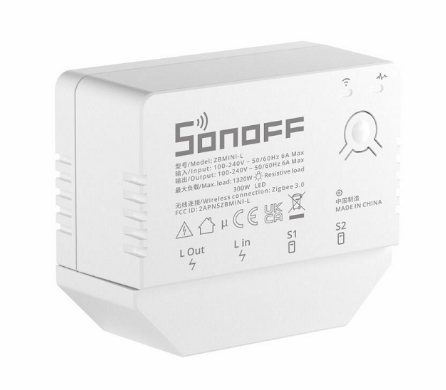 SONOFF
型号/Model: ZBMINI-L
输入/Input: 100-240V ~ 50/60Hz 6A Max
输出/Output: 100-240V ~ 50/60Hz 6A Max
最大负载/Max. load: 1320W Resistive load
300W LED
无线连接/Wireless connection: Zigbee 3.0
FCC ID: 2APN5ZBMINI-L
μ CE UK CA
中国制造
MADE IN CHINA
L Out L in S1 S2